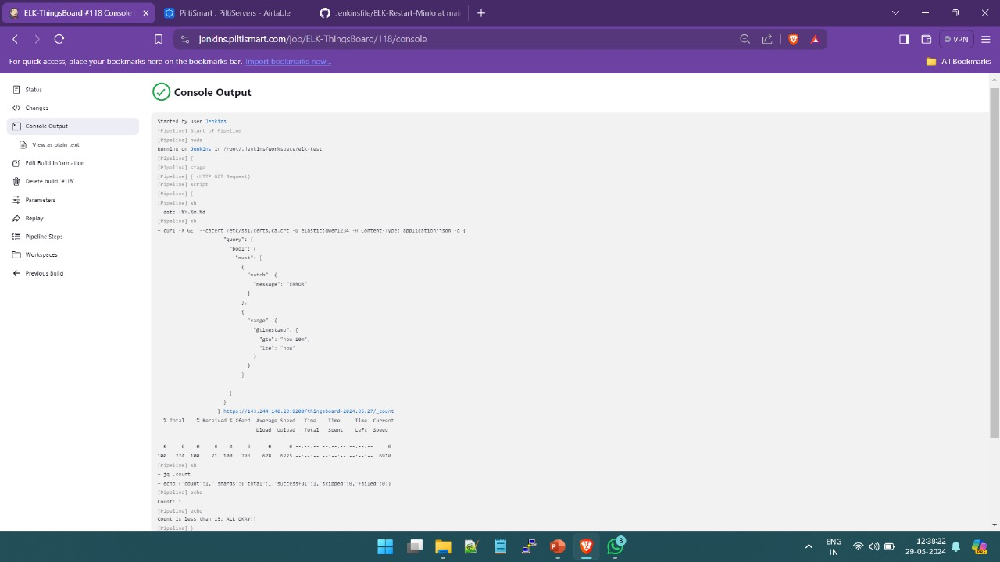 ELK-ThingsBoard #118 Console
PiltiSmart : PiltiServers - Airtable
Jenkinsfile/ELK-Restart-MinIo at mai
jenkins.piltismart.com/job/ELK-ThingsBoard/118/console
VPN
For quick access, place your bookmarks here on the bookmarks bar. Import bookmarks now...
All Bookmarks
Status
Changes
Console Output
View as plain text
Edit Build Information
Delete build '#118'
Parameters
Replay
Pipeline Steps
Workspaces
Previous Build
Console Output
Started by user Jenkins
[Pipeline] Start of Pipeline
[Pipeline] node
Running on Jenkins in /root/.jenkins/workspace/elk-test
[Pipeline] {
[Pipeline] stage
[Pipeline] { (HTTP GET Request)
[Pipeline] script
[Pipeline] {
[Pipeline] sh
+ date +%Y.%m.%d
[Pipeline] sh
+ curl -X GET --cacert /etc/ssl/certs/ca.crt -u elastic:qwer1234 -H Content-Type: application/json -d {
"query": {
"bool": {
"must": [
{
"match": {
"message": "ERROR"
}
},
{
"range": {
"@timestamp": {
"gte": "now-10m",
"lte": "now"
}
}
}
]
}
}
} https://143.244.140.20:9200/thingsboard-2024.05.27/_count
% Total % Received % Xferd Average Speed Time Time Time Current
Dload Upload Total Spent Left Speed
0 0 0 0 0 0 0 0 --:--:-- --:--:-- --:--:-- 0
100 774 100 71 100 703 628 6225 --:--:-- --:--:-- --:--:-- 6910
[Pipeline] sh
+ jq .count
+ echo {"count":1,"_shards":{"total":1,"successful":1,"skipped":0,"failed":0}}
[Pipeline] echo
Count: 1
[Pipeline] echo
Count is less than 15. ALL OKAY!!
[Pipeline] }
3
ENG
IN
12:38:22
29-05-2024
PRE